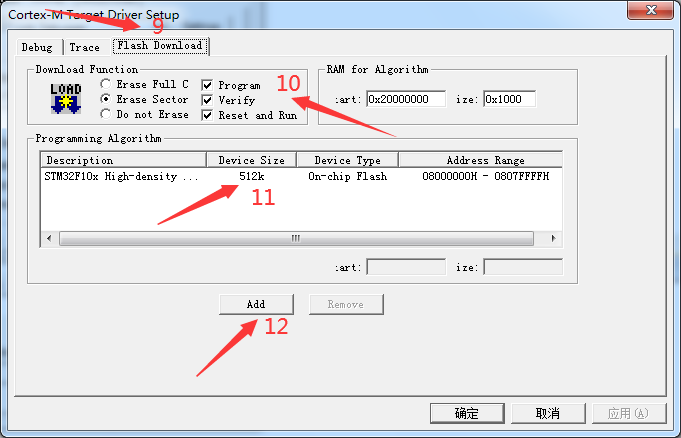 Cortex-M Target Driver Setup
9
Debug
Trace
Flash Download
Download Function
LOAD
Erase Full C
Erase Sector
Do not Erase
Program
Verify
Reset and Run
10
RAM for Algorithm
art:
0x20000000
ize:
0x1000
Programming Algorithm
Description Device Size Device Type Address Range
STM32F10x High-density ... 512k On-chip Flash 08000000H - 0807FFFFH
11
art:
ize:
Add
Remove
12
确定
取消
应用(A)